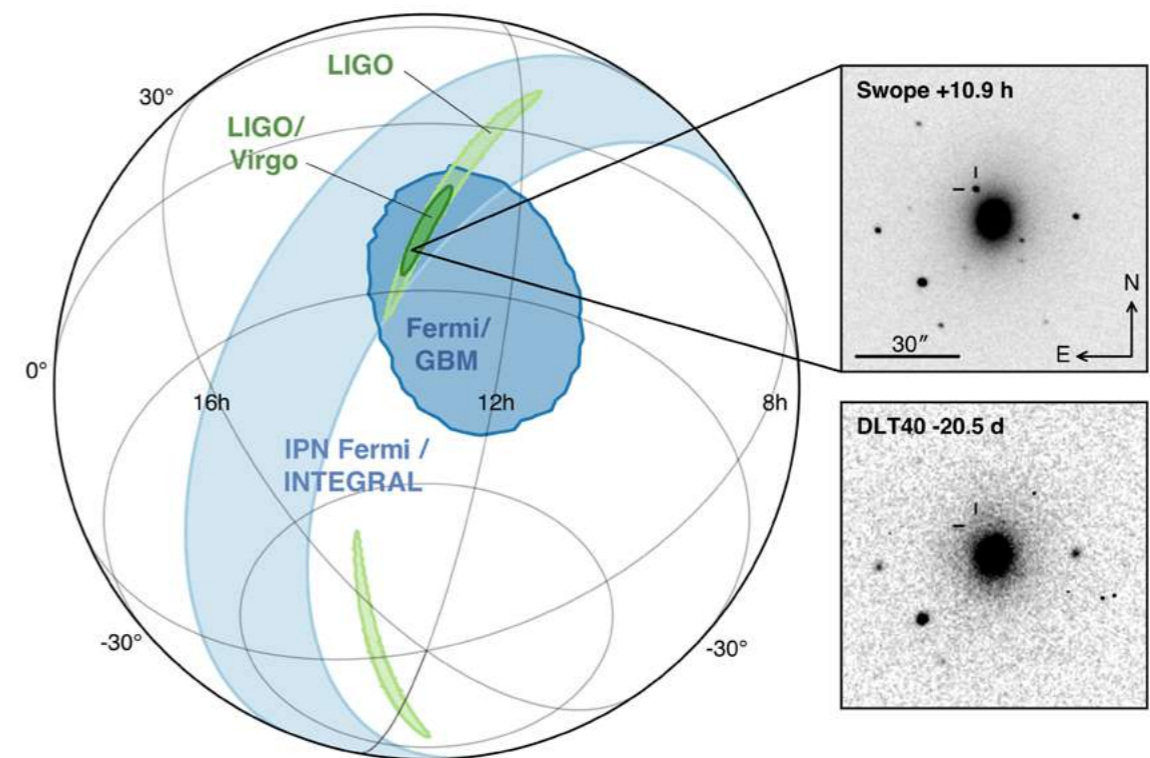 LIGO
30°
LIGO/
Virgo
Fermi/
GBM
0°
16h
12h
8h
IPN Fermi /
INTEGRAL
-30°
-30°
Swope +10.9 h
N
30″
E
DLT40 -20.5 d